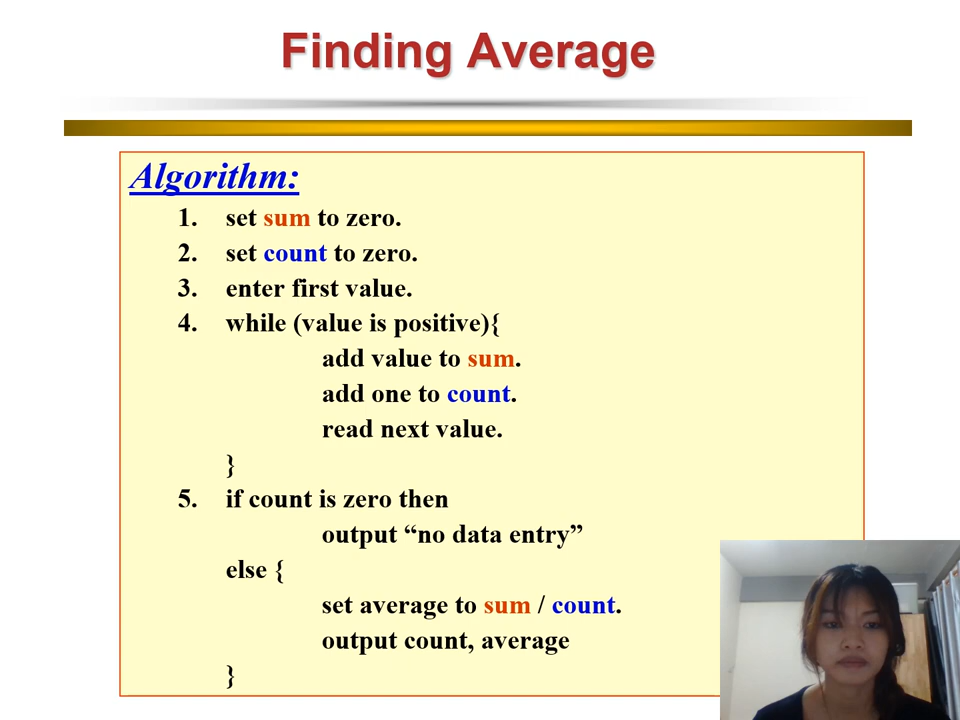 Finding Average
Algorithm:
1. set sum to zero.
2. set count to zero.
3. enter first value.
4. while (value is positive){
add value to sum.
add one to count.
read next value.
}
5. if count is zero then
output “no data entry”
else {
set average to sum / count.
output count, average
}